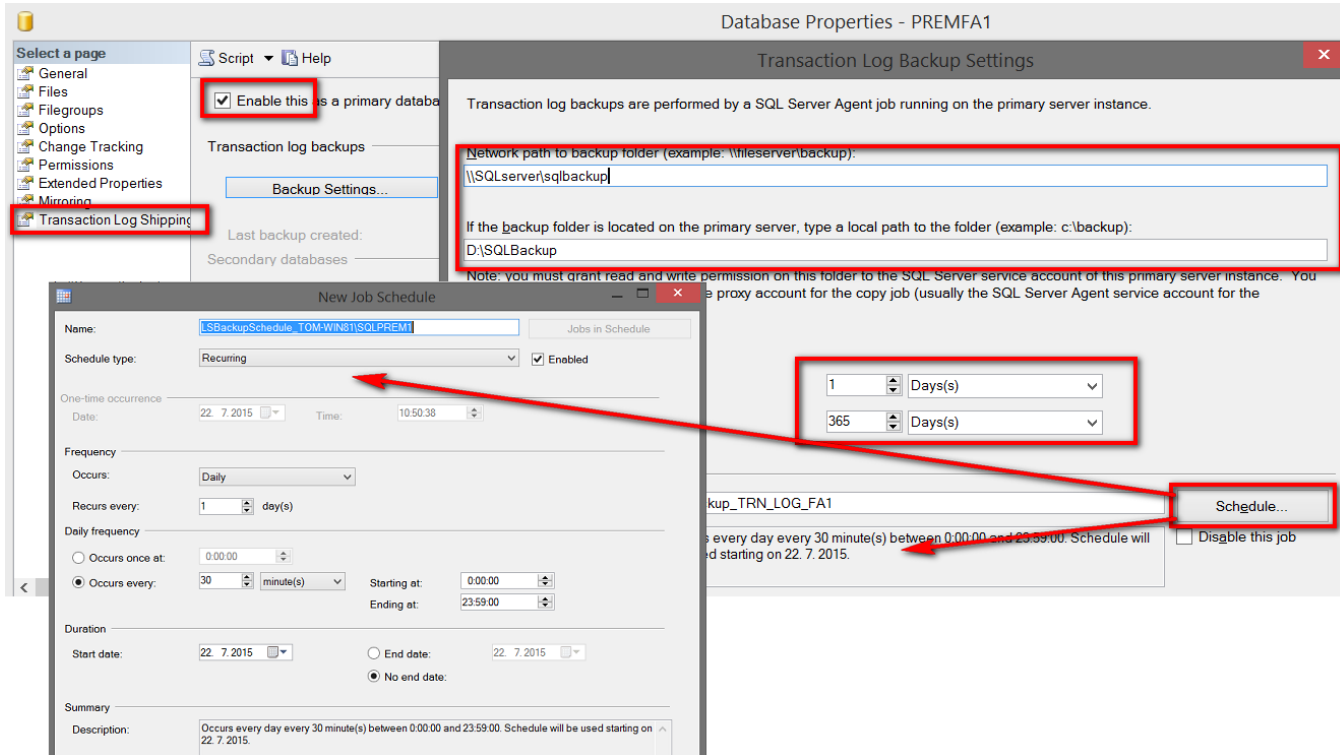 Database Properties - PREMFA1
Select a page
General
Files
Filegroups
Options
Change Tracking
Permissions
Extended Properties
Mirroring
Transaction Log Shipping
Script
Help
Enable this as a primary databa
Transaction log backups
Backup Settings...
Last backup created:
Secondary databases
Transaction Log Backup Settings
Transaction log backups are performed by a SQL Server Agent job running on the primary server instance.
Network path to backup folder (example: \\fileserver\backup):
\\SQLserver\sqlbackup
If the backup folder is located on the primary server, type a local path to the folder (example: c:\backup):
D:\SQLBackup
Note: you must grant read and write permission on this folder to the SQL Server service account of this primary server instance. You
e proxy account for the copy job (usually the SQL Server Agent service account for the
1 Days(s)
365 Days(s)
kup_TRN_LOG_FA1
Schedule...
s every day every 30 minute(s) between 0:00:00 and 23:59:00. Schedule will
ed starting on 22. 7. 2015.
Disable this job
New Job Schedule
Name: LSBackupSchedule_TOM-WIN81\SQLPREM1 Jobs in Schedule
Schedule type: Recurring Enabled
One-time occurrence
Date: 22. 7. 2015 Time: 10:50:38
Frequency
Occurs: Daily
Recurs every: 1 day(s)
Daily frequency
Occurs once at: 0:00:00
Occurs every: 30 minute(s) Starting at: 0:00:00
Ending at: 23:59:00
Duration
Start date: 22. 7. 2015 End date: 22. 7. 2015
No end date:
Summary
Description: Occurs every day every 30 minute(s) between 0:00:00 and 23:59:00. Schedule will be used starting on
22. 7. 2015.